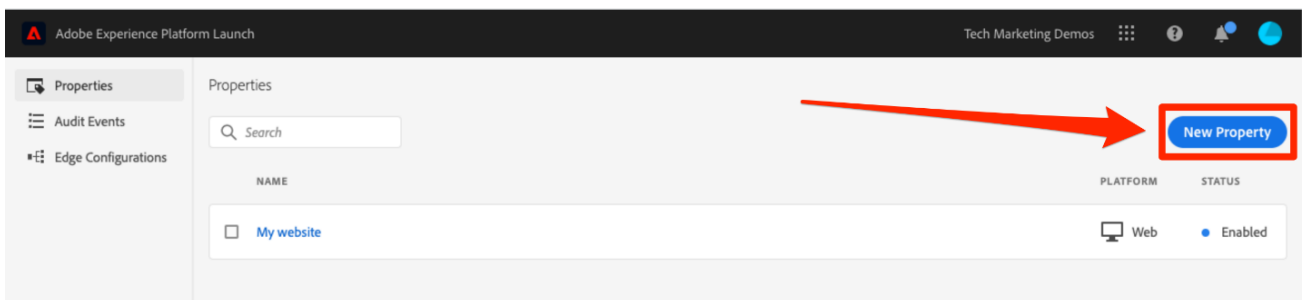 Adobe Experience Platform Launch
Tech Marketing Demos
Properties
Audit Events
Edge Configurations
Properties
Search
New Property
NAME PLATFORM STATUS
My website Web Enabled